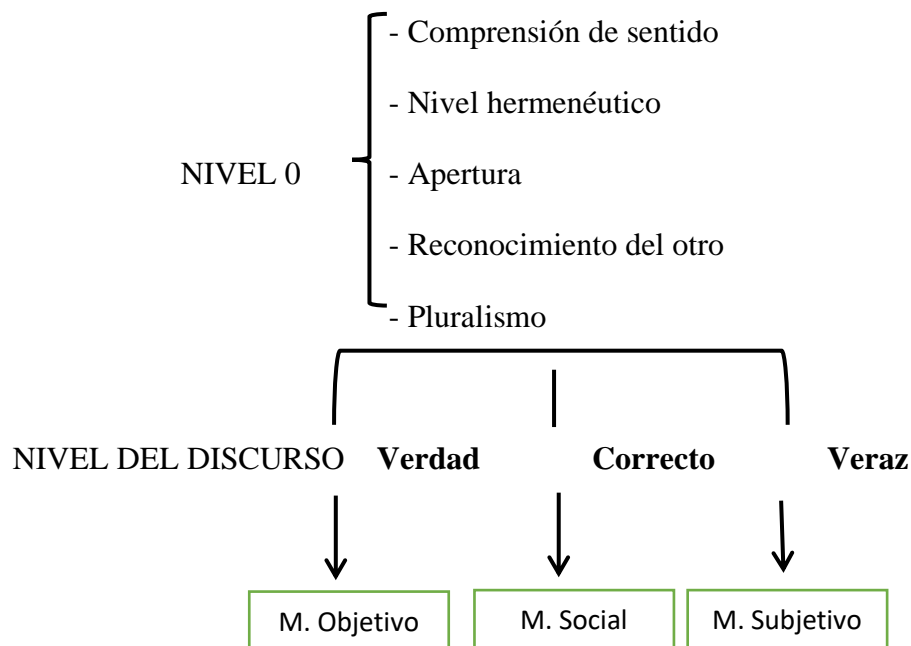 - Comprensión de sentido
- Nivel hermenéutico
NIVEL 0
- Apertura
- Reconocimiento del otro
- Pluralismo
NIVEL DEL DISCURSO Verdad Correcto Veraz
M. Objetivo M. Social M. Subjetivo